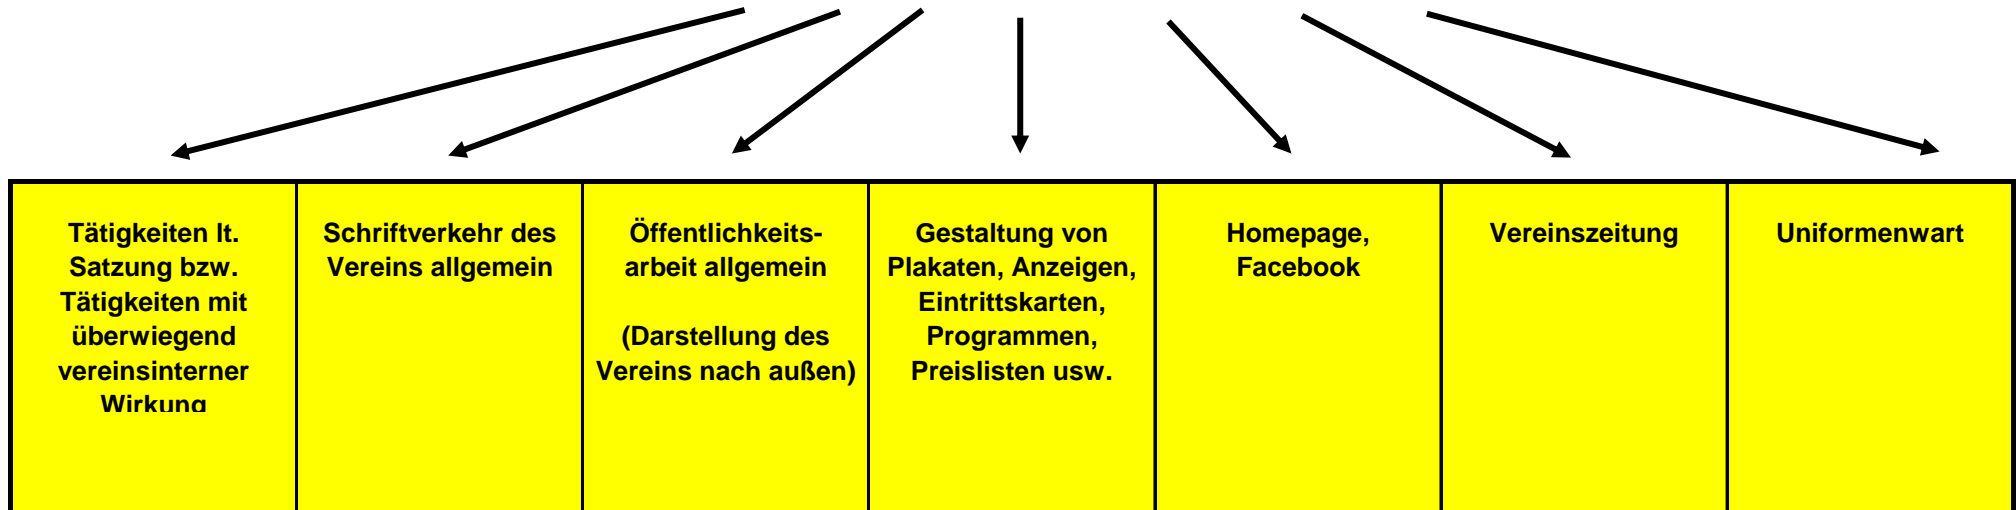 Tätigkeiten lt.
Satzung bzw.
Tätigkeiten mit
überwiegend
vereinsinterner
Wirkung
Schriftverkehr des
Vereins allgemein
Öffentlichkeits-
arbeit allgemein
(Darstellung des
Vereins nach außen)
Gestaltung von
Plakaten, Anzeigen,
Eintrittskarten,
Programmen,
Preislisten usw.
Homepage,
Facebook
Vereinszeitung
Uniformenwart